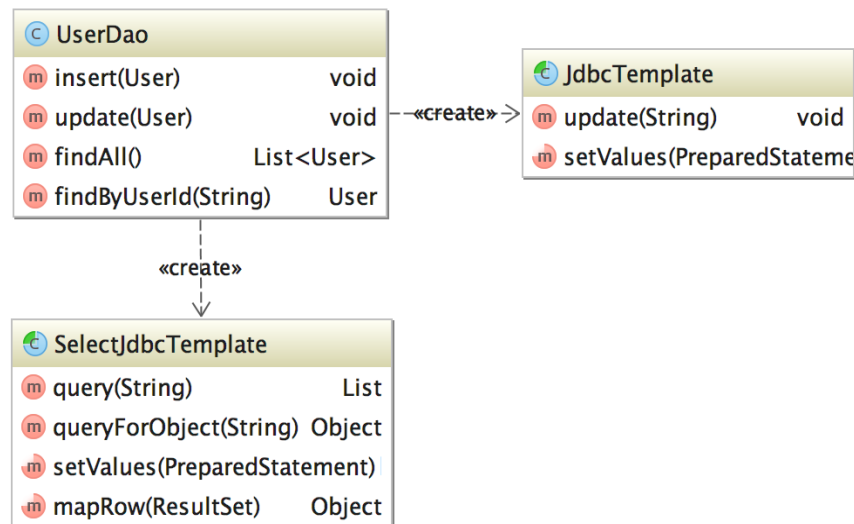 UserDao
insert(User) void
update(User) void
findAll() List<User>
findByUserId(String) User
«create»
JdbcTemplate
update(String) void
setValues(PreparedStateme
«create»
SelectJdbcTemplate
query(String) List
queryForObject(String) Object
setValues(PreparedStatement)
mapRow(ResultSet) Object